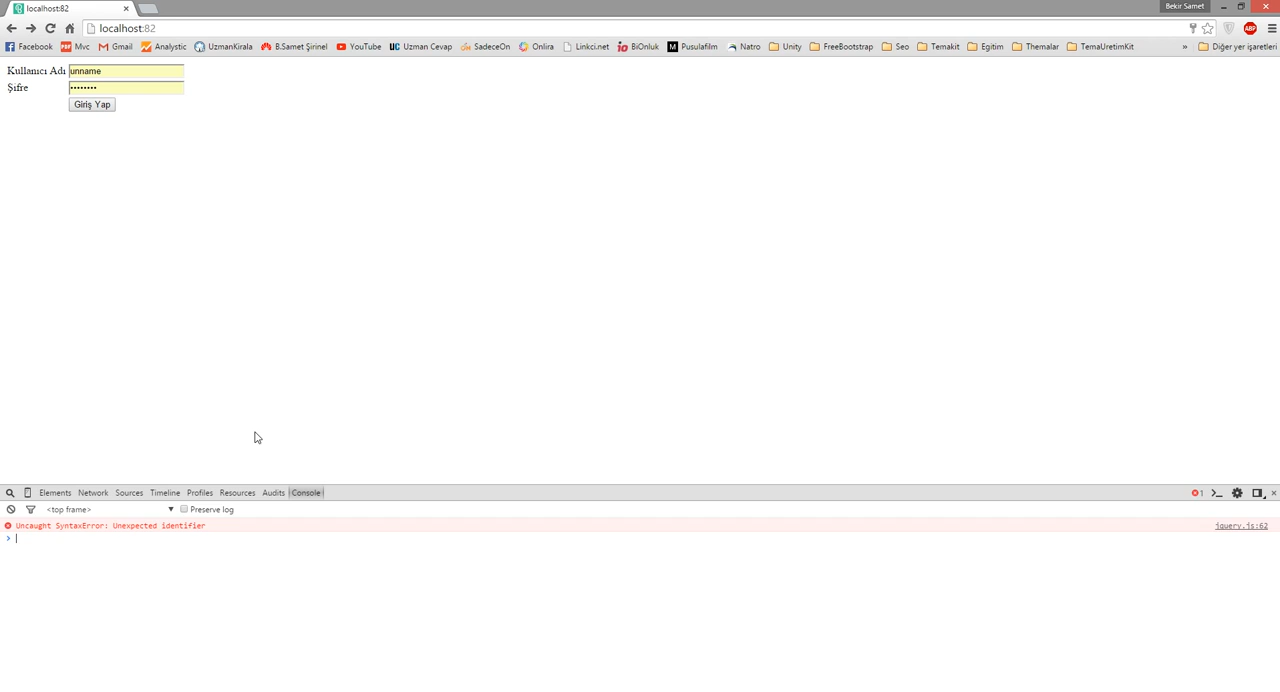 localhost:82
Bekir Samet
localhost:82
Facebook Mvc Gmail Analystic UzmanKirala B.Samet Şirinel YouTube Uzman Cevap SadeceOn Onlira Linkci.net BiOnluk Pusulafilm Natro Unity FreeBootstrap Seo Temakit Egitim Themalar TemaUretimKit » Diğer yer işaretleri
Kullanıcı Adı unname
Şifre ••••••••
Giriş Yap
Elements Network Sources Timeline Profiles Resources Audits Console 1
<top frame> Preserve log
Uncaught SyntaxError: Unexpected identifier jquery.js:62